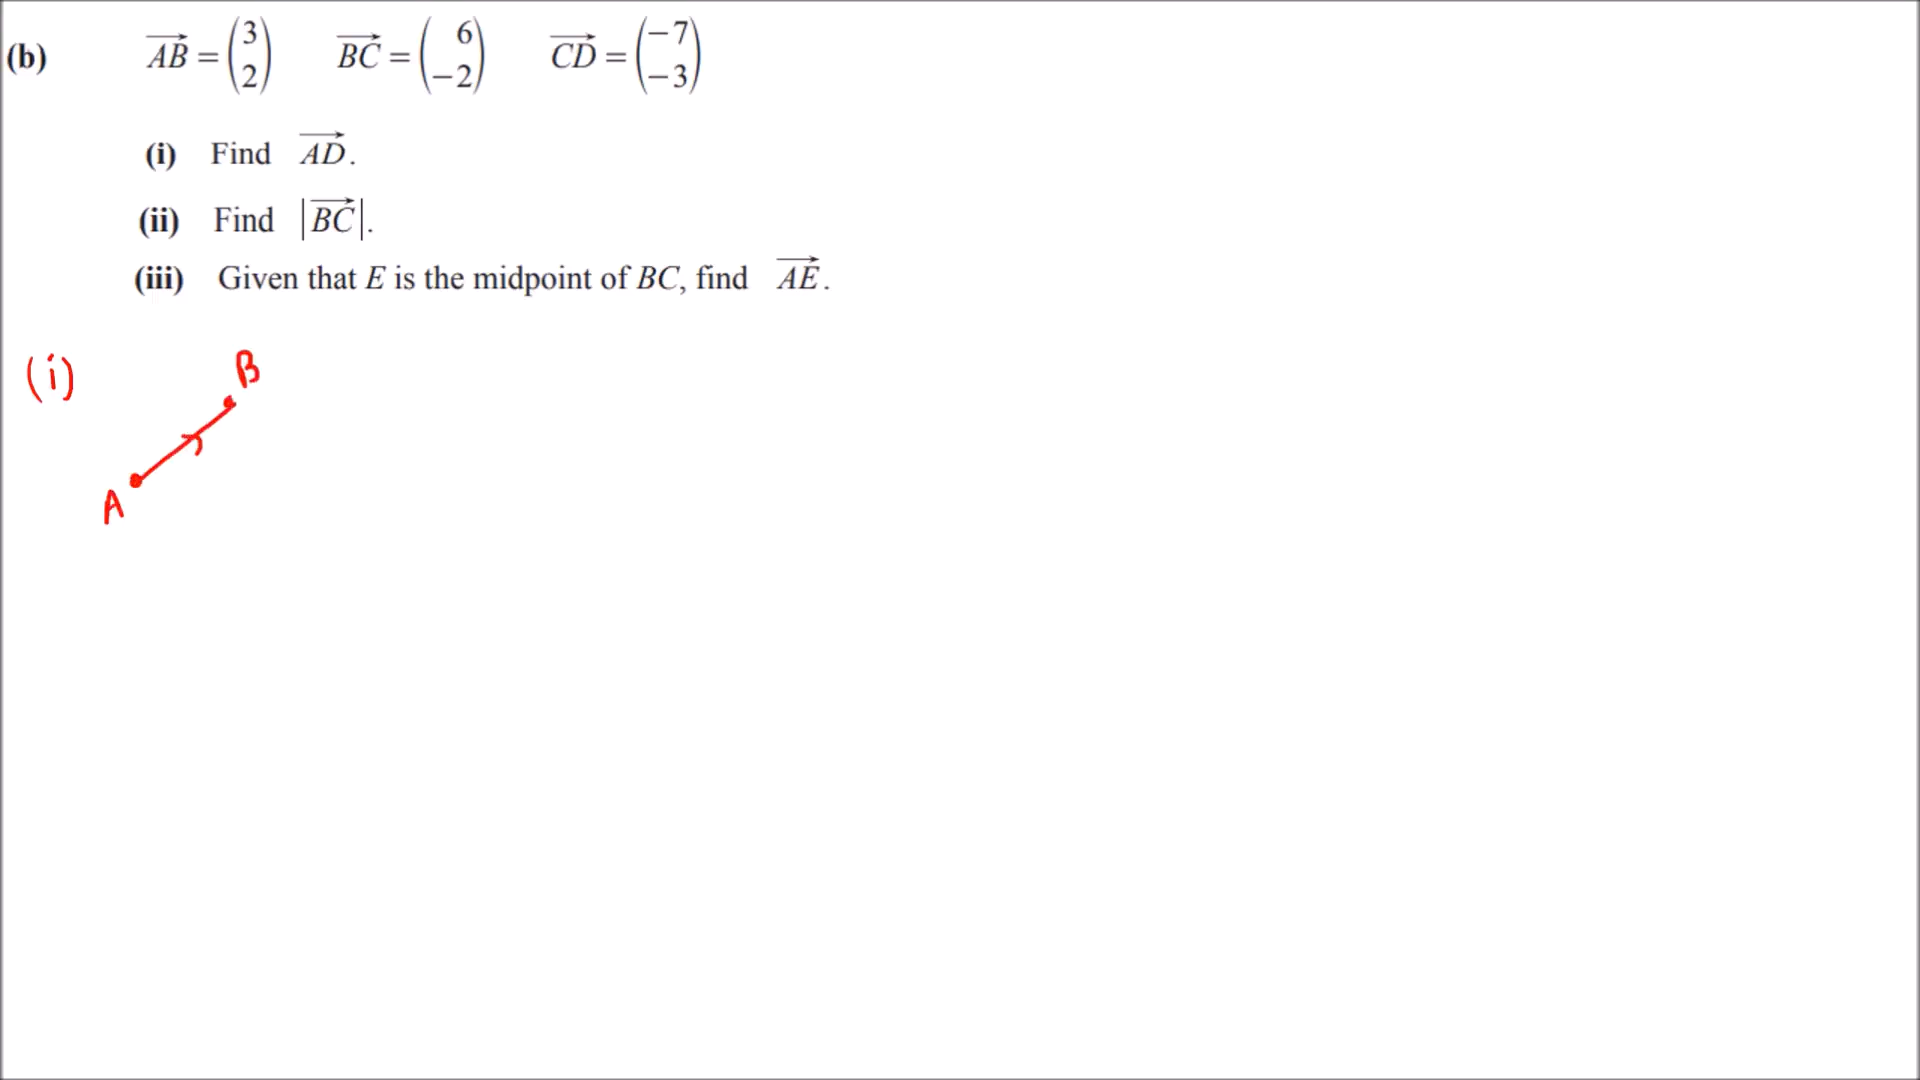 (b) AB = (3 2) BC = (6 −2) CD = (−7 −3)
(i) Find AD.
(ii) Find |BC|.
(iii) Given that E is the midpoint of BC, find AE.
(i)
B
A